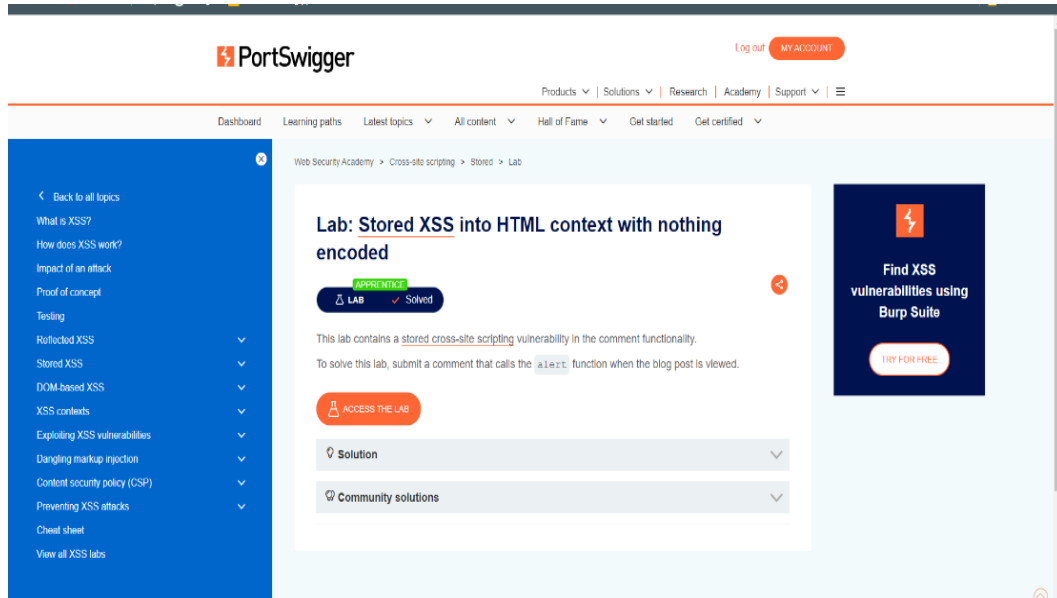 PortSwigger
Log out MY ACCOUNT
Products | Solutions | Research | Academy | Support |
Dashboard Learning paths Latest topics All content Hall of Fame Get started Get certified
Web Security Academy > Cross-site scripting > Stored > Lab
Back to all topics
What is XSS?
How does XSS work?
Impact of an attack
Proof of concept
Testing
Reflected XSS
Stored XSS
DOM-based XSS
XSS contexts
Exploiting XSS vulnerabilities
Dangling markup injection
Content security policy (CSP)
Preventing XSS attacks
Cheat sheet
View all XSS labs
Lab: Stored XSS into HTML context with nothing
encoded
APPRENTICE
LAB Solved
This lab contains a stored cross-site scripting vulnerability in the comment functionality.
To solve this lab, submit a comment that calls the alert function when the blog post is viewed.
ACCESS THE LAB
Solution
Community solutions
Find XSS
vulnerabilities using
Burp Suite
TRY FOR FREE